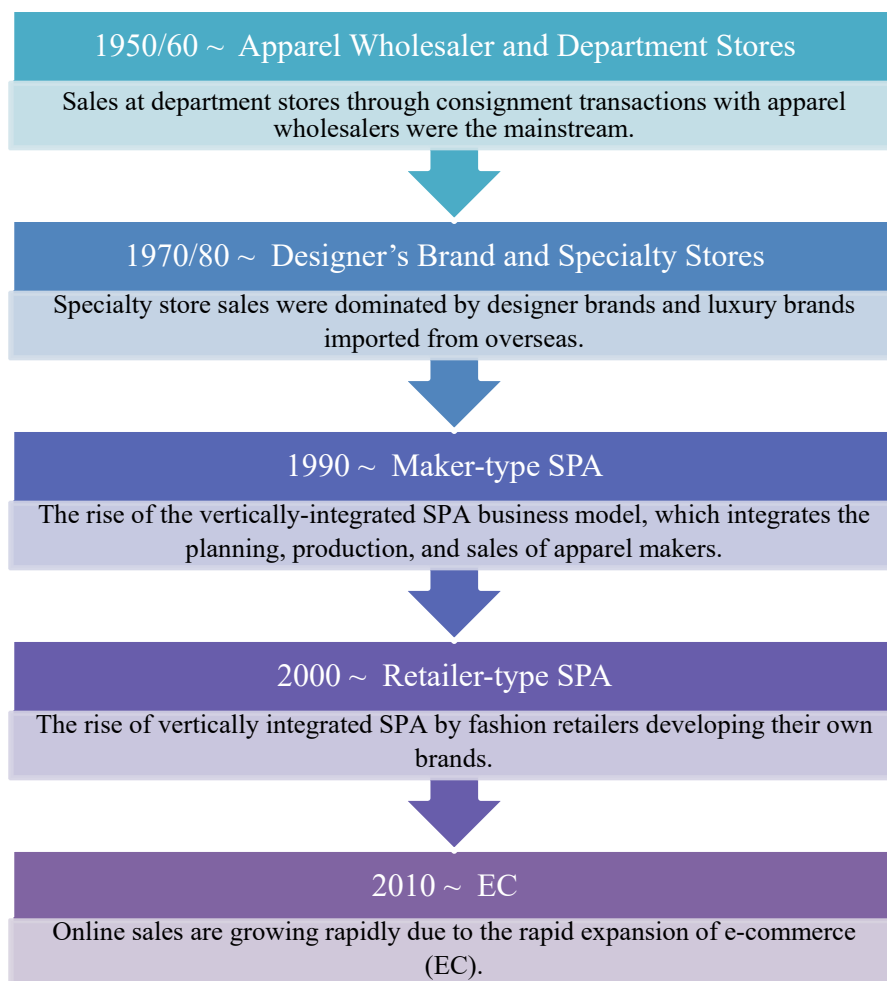 1950/60 ~ Apparel Wholesaler and Department Stores
Sales at department stores through consignment transactions with apparel
wholesalers were the mainstream.
1970/80 ~ Designer’s Brand and Specialty Stores
Specialty store sales were dominated by designer brands and luxury brands
imported from overseas.
1990 ~ Maker-type SPA
The rise of the vertically-integrated SPA business model, which integrates the
planning, production, and sales of apparel makers.
2000 ~ Retailer-type SPA
The rise of vertically integrated SPA by fashion retailers developing their own
brands.
2010 ~ EC
Online sales are growing rapidly due to the rapid expansion of e-commerce
(EC).